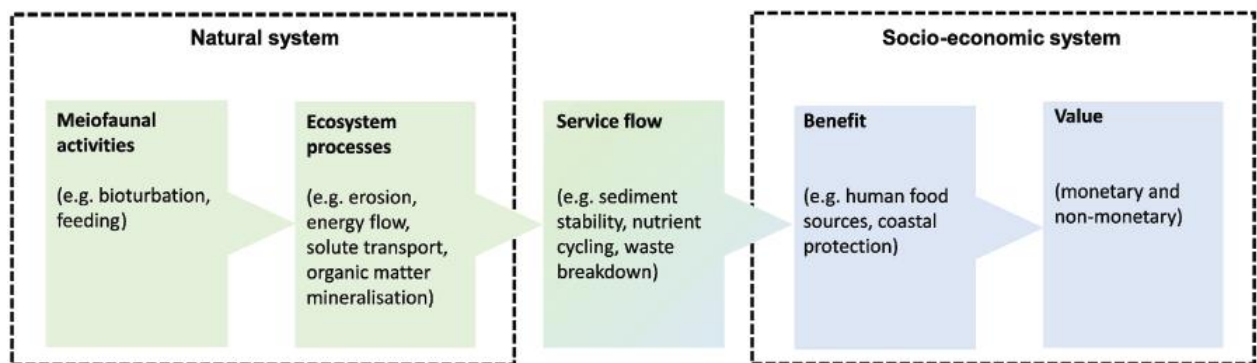 Natural system
Socio-economic system
Meiofaunal
activities
(e.g. bioturbation,
feeding)
Ecosystem
processes
(e.g. erosion,
energy flow,
solute transport,
organic matter
mineralisation)
Service flow
(e.g. sediment
stability, nutrient
cycling, waste
breakdown)
Benefit
(e.g. human food
sources, coastal
protection)
Value
(monetary and
non-monetary)